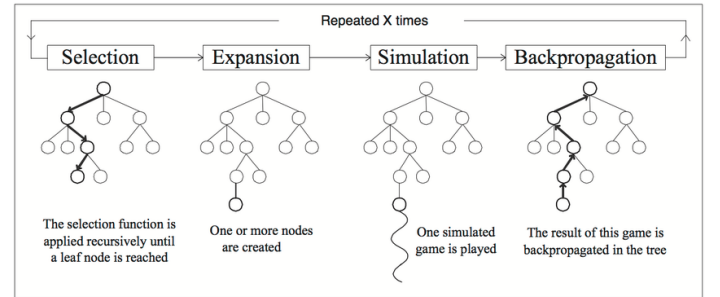 Repeated X times
Selection
Expansion
Simulation
Backpropagation
The selection function is
applied recursively until
a leaf node is reached
One or more nodes
are created
One simulated
game is played
The result of this game is
backpropagated in the tree